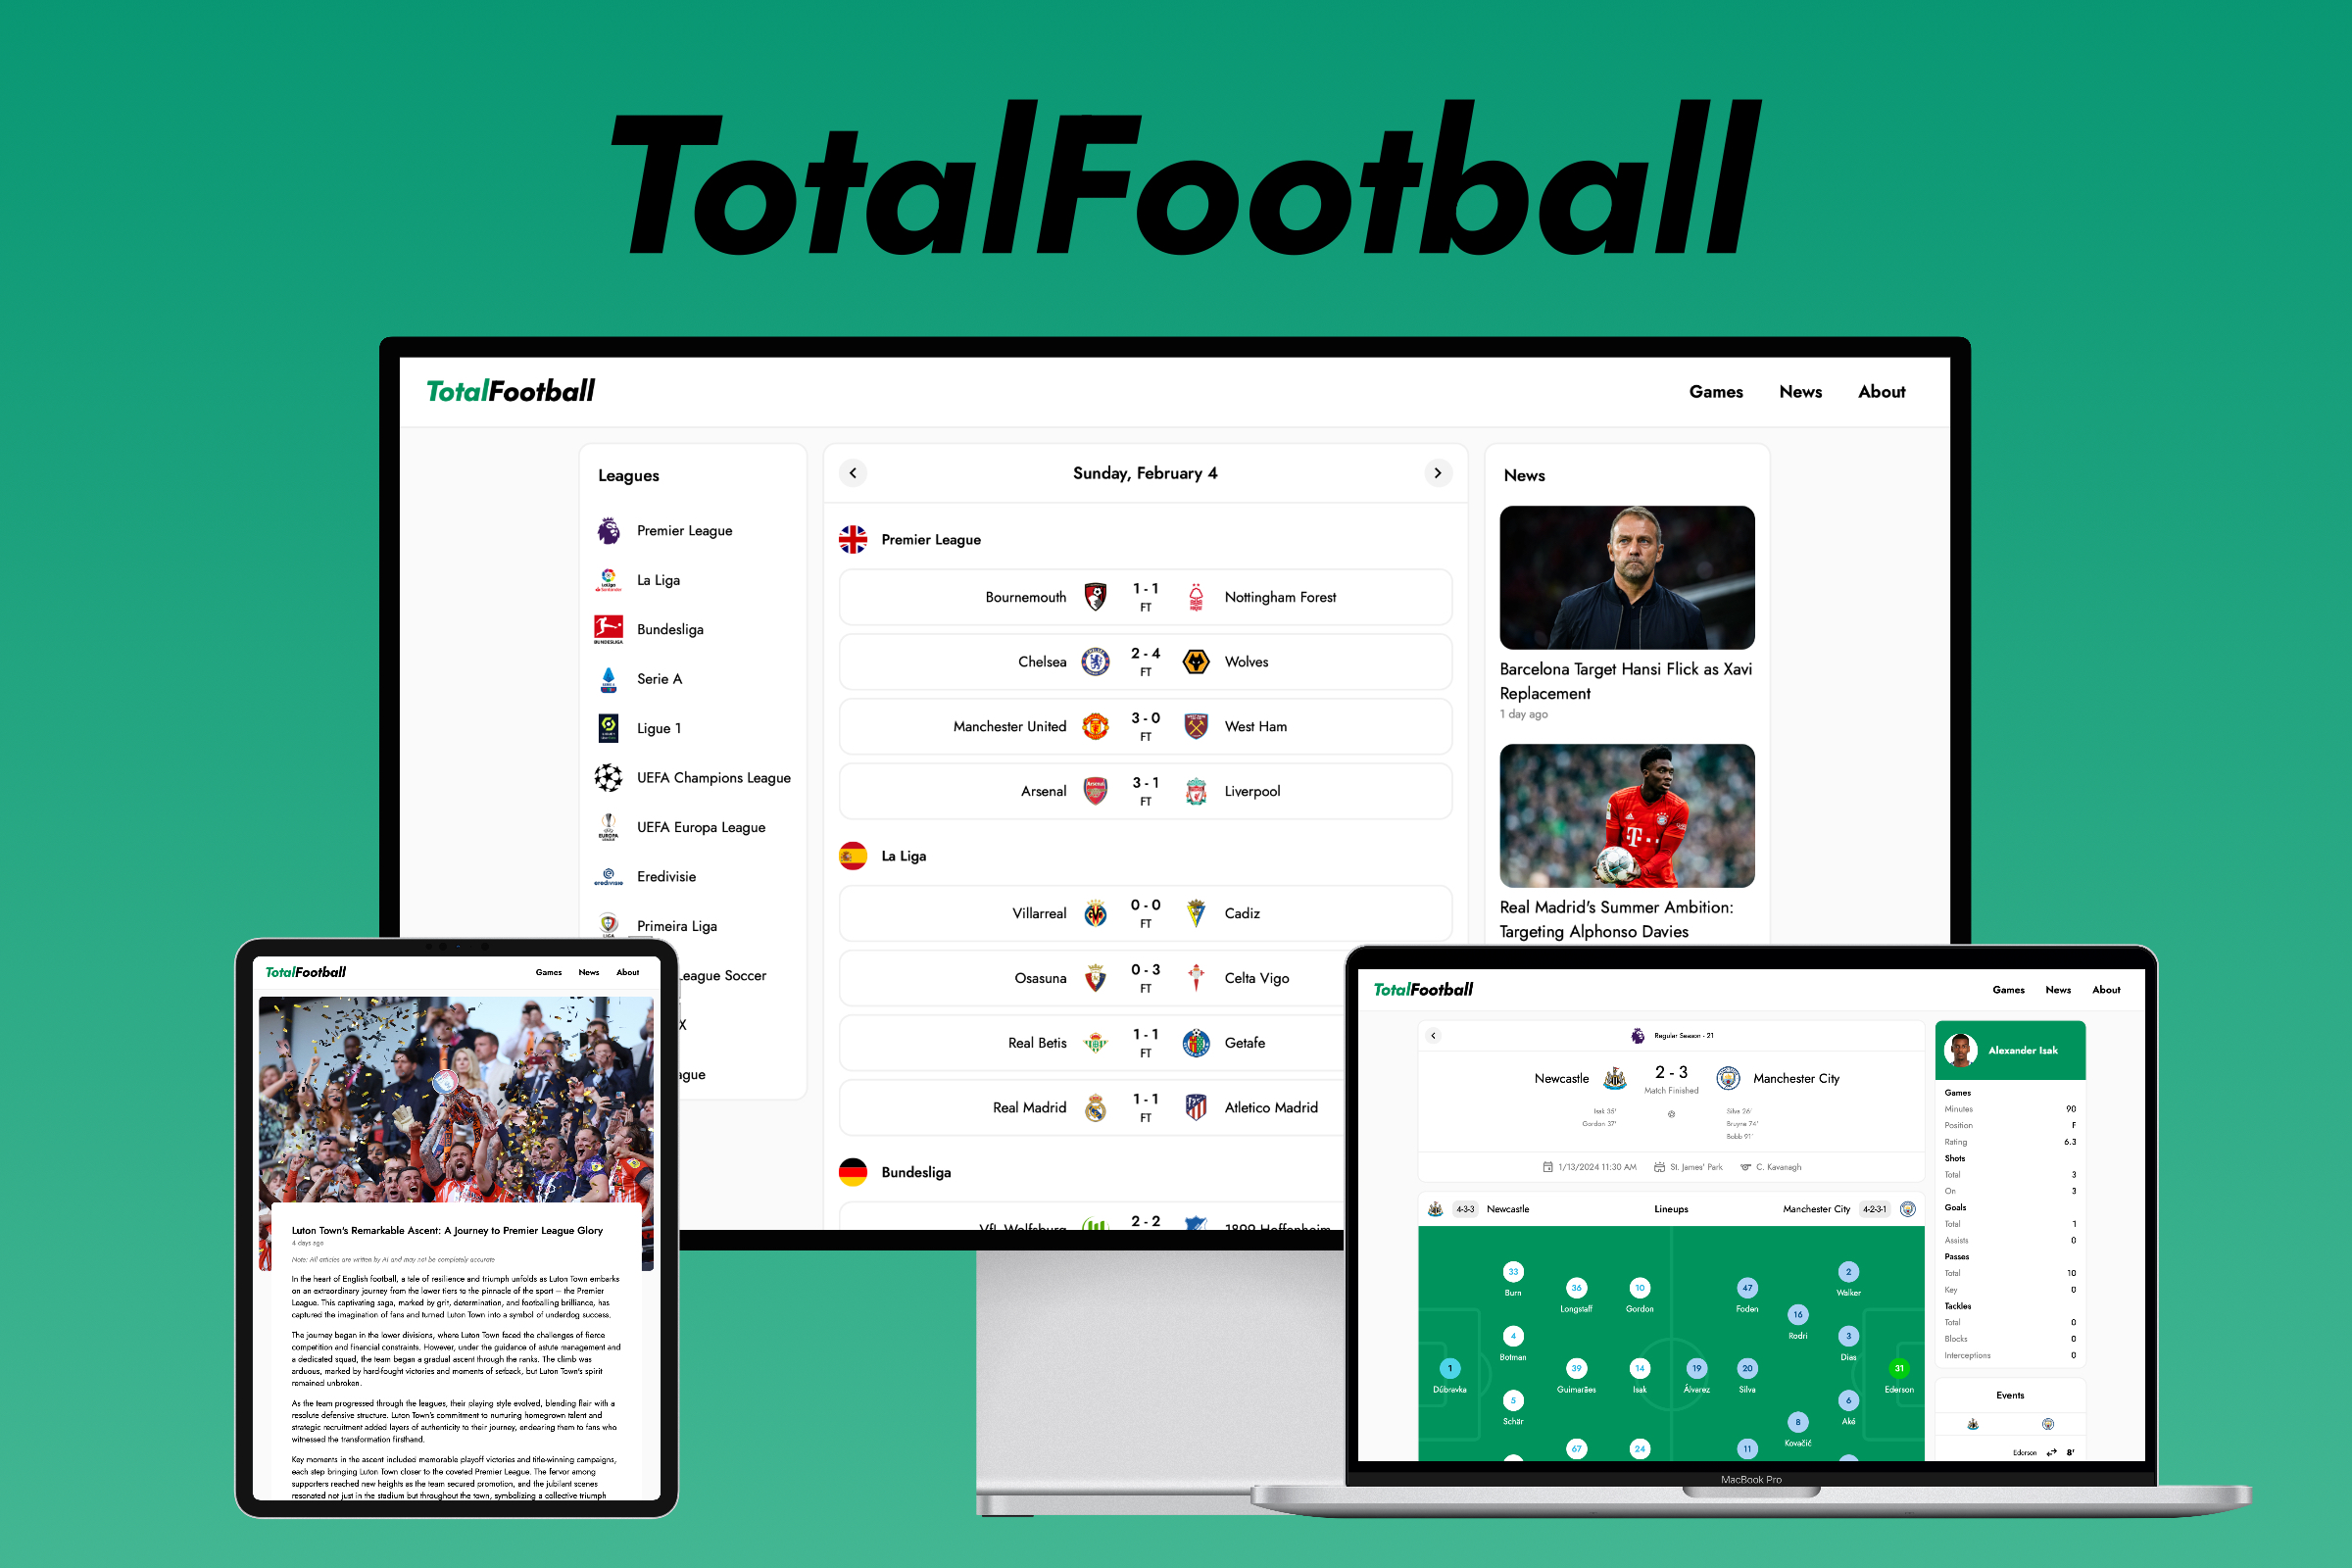 TotalFootball
TotalFootball
Games News About
Leagues
Premier League
La Liga
Bundesliga
Serie A
Ligue 1
UEFA Champions League
UEFA Europa League
Eredivisie
Primeira Liga
League Soccer
X
ague
Sunday, February 4
Premier League
Bournemouth 1 - 1 Nottingham Forest
FT
Chelsea 2 - 4 Wolves
FT
Manchester United 3 - 0 West Ham
FT
Arsenal 3 - 1 Liverpool
FT
La Liga
Villarreal 0 - 0 Cadiz
FT
Osasuna 0 - 3 Celta Vigo
FT
Real Betis 1 - 1 Getafe
FT
Real Madrid 1 - 1 Atletico Madrid
FT
Bundesliga
VfL Wolfsburg 2 - 2 1899 Hoffenheim
News
Barcelona Target Hansi Flick as Xavi
Replacement
1 day ago
Real Madrid's Summer Ambition:
Targeting Alphonso Davies
TotalFootball
Games News About
Luton Town's Remarkable Ascent: A Journey to Premier League Glory
4 days ago
Note: All articles are written by AI and may not be completely accurate
In the heart of English football, a tale of resilience and triumph unfolds as Luton Town embarks
on an extraordinary journey from the lower tiers to the pinnacle of the sport – the Premier
League. This captivating saga, marked by grit, determination, and footballing brilliance, has
captured the imagination of fans and turned Luton Town into a symbol of underdog success.
The journey began in the lower divisions, where Luton Town faced the challenges of fierce
competition and financial constraints. However, under the guidance of astute management and
a dedicated squad, the team began a gradual ascent through the ranks. The climb was
arduous, marked by hard-fought victories and moments of setback, but Luton Town's spirit
remained unbroken.
As the team progressed through the leagues, their playing style evolved, blending flair with a
resolute defensive structure. Luton Town's commitment to nurturing homegrown talent and
strategic recruitment added layers of authenticity to their journey, endearing them to fans who
witnessed the transformation firsthand.
Key moments in the ascent included memorable playoff victories and title-winning campaigns,
each step bringing Luton Town closer to the coveted Premier League. The fervor among
supporters reached new heights as the team secured promotion, and the jubilant scenes
resonated not just in the stadium but throughout the town, symbolizing a collective triumph
TotalFootball
Games News About
Regular Season - 21
Newcastle 2 - 3 Manchester City
Match Finished
Isak 35' Silva 26'
Gordon 37' Bruyne 74'
Bobb 91'
1/13/2024 11:30 AM St. James' Park C. Kavanagh
4-3-3 Newcastle Lineups Manchester City 4-2-3-1
33 Burn
36 Longstaff
10 Gordon
47 Foden
2 Walker
16 Rodri
4 Botman
3 Dias
1 Dúbravka
39 Guimarães
14 Isak
19 Álvarez
20 Silva
31 Ederson
5 Schär
6 Aké
8 Kovačić
67
24
11
Alexander Isak
Games
Minutes 90
Position F
Rating 6.3
Shots
Total 3
On 3
Goals
Total 1
Assists 0
Passes
Total 10
Key 0
Tackles
Total 0
Blocks 0
Interceptions 0
Events
Ederson 8'
MacBook Pro